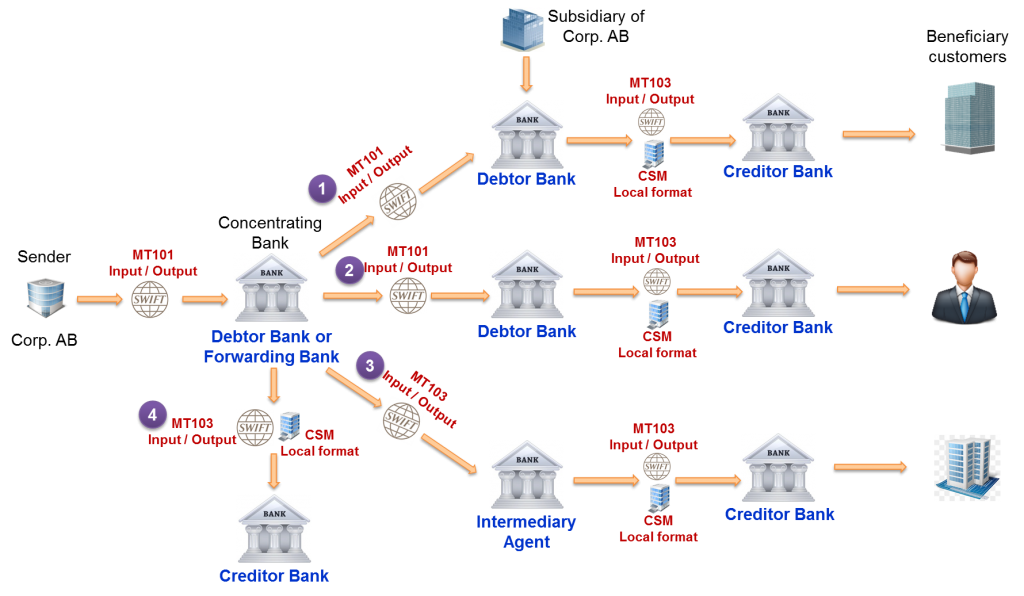 Subsidiary of
Corp. AB
Beneficiary
customers
BANK
MT103
Input / Output
SWIFT
CSM
Local format
BANK
Debtor Bank
Creditor Bank
1
MT101
Input / Output
SWIFT
Sender
Corp. AB
MT101
Input / Output
SWIFT
Concentrating
Bank
BANK
Debtor Bank or
Forwarding Bank
2
MT101
Input / Output
SWIFT
BANK
Debtor Bank
MT103
Input / Output
SWIFT
CSM
Local format
BANK
Creditor Bank
3
MT103
Input / Output
SWIFT
BANK
Intermediary
Agent
MT103
Input / Output
SWIFT
CSM
Local format
BANK
Creditor Bank
4
MT103
Input / Output
SWIFT
CSM
Local format
BANK
Creditor Bank